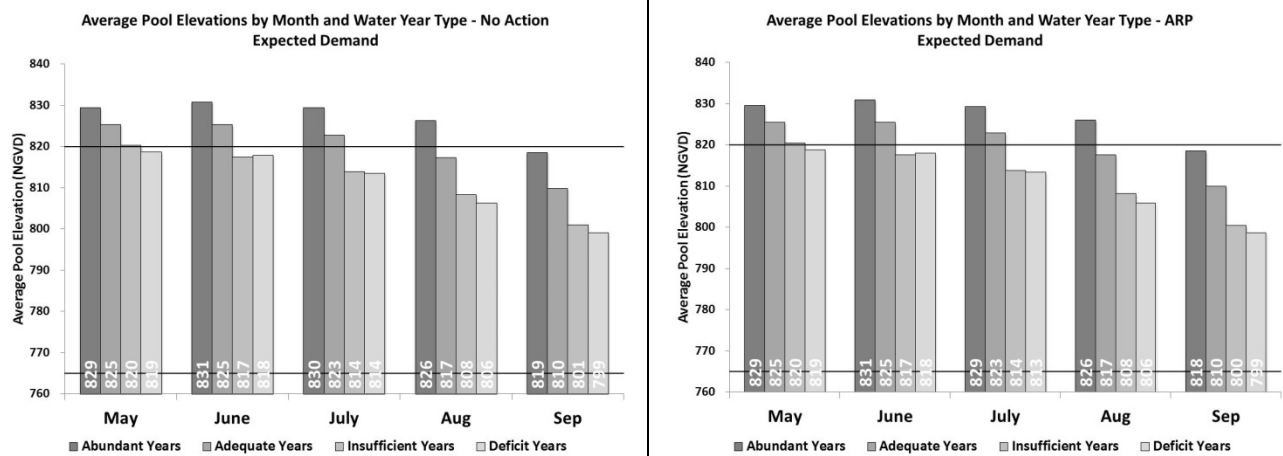 Average Pool Elevations by Month and Water Year Type - No Action
Expected Demand
Average Pool Elevation (NGVD)
840
830
820
810
800
790
780
770
760
829
825
820
819
831
825
817
818
830
823
814
814
826
817
808
806
819
810
801
799
May
June
July
Aug
Sep
Abundant Years
Adequate Years
Insufficient Years
Deficit Years
Average Pool Elevations by Month and Water Year Type - ARP
Expected Demand
Average Pool Elevation (NGVD)
840
830
820
810
800
790
780
770
760
829
825
820
819
831
825
817
818
829
823
814
813
826
817
808
806
818
810
800
799
May
June
July
Aug
Sep
Abundant Years
Adequate Years
Insufficient Years
Deficit Years